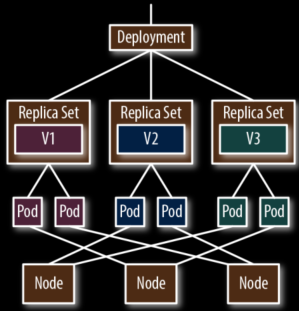 Deployment
Replica Set Replica Set Replica Set
V1 V2 V3
Pod Pod Pod Pod Pod Pod
Node Node Node